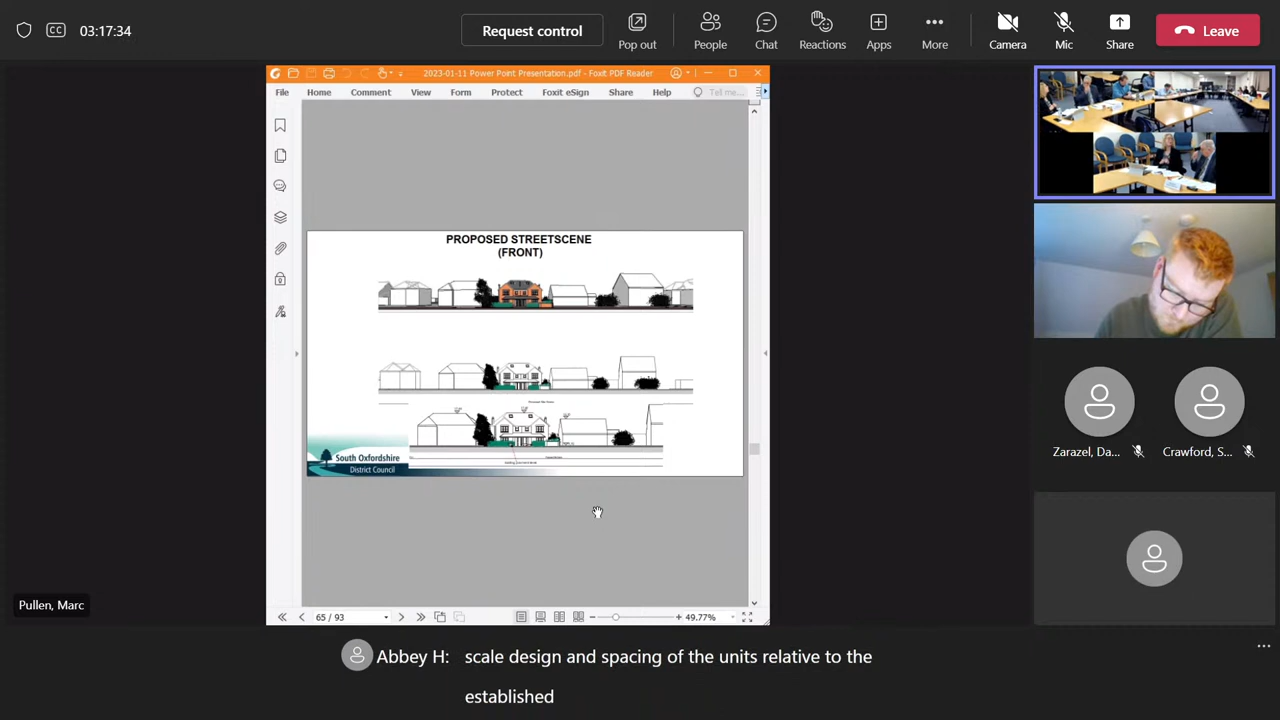 CC
03:17:34
Request control
Pop out
People
Chat
Reactions
Apps
More
Camera
Mic
Share
Leave
2023-01-11 Power Point Presentation.pdf - Foxit PDF Reader
File
Home
Comment
View
Form
Protect
Foxit eSign
Share
Help
Tell me...
PROPOSED STREETSCENE
(FRONT)
South Oxfordshire
District Council
65 / 93
49.77%
Pullen, Marc
Zarazel, Da...
Crawford, S...
Abbey H: scale design and spacing of the units relative to the
established